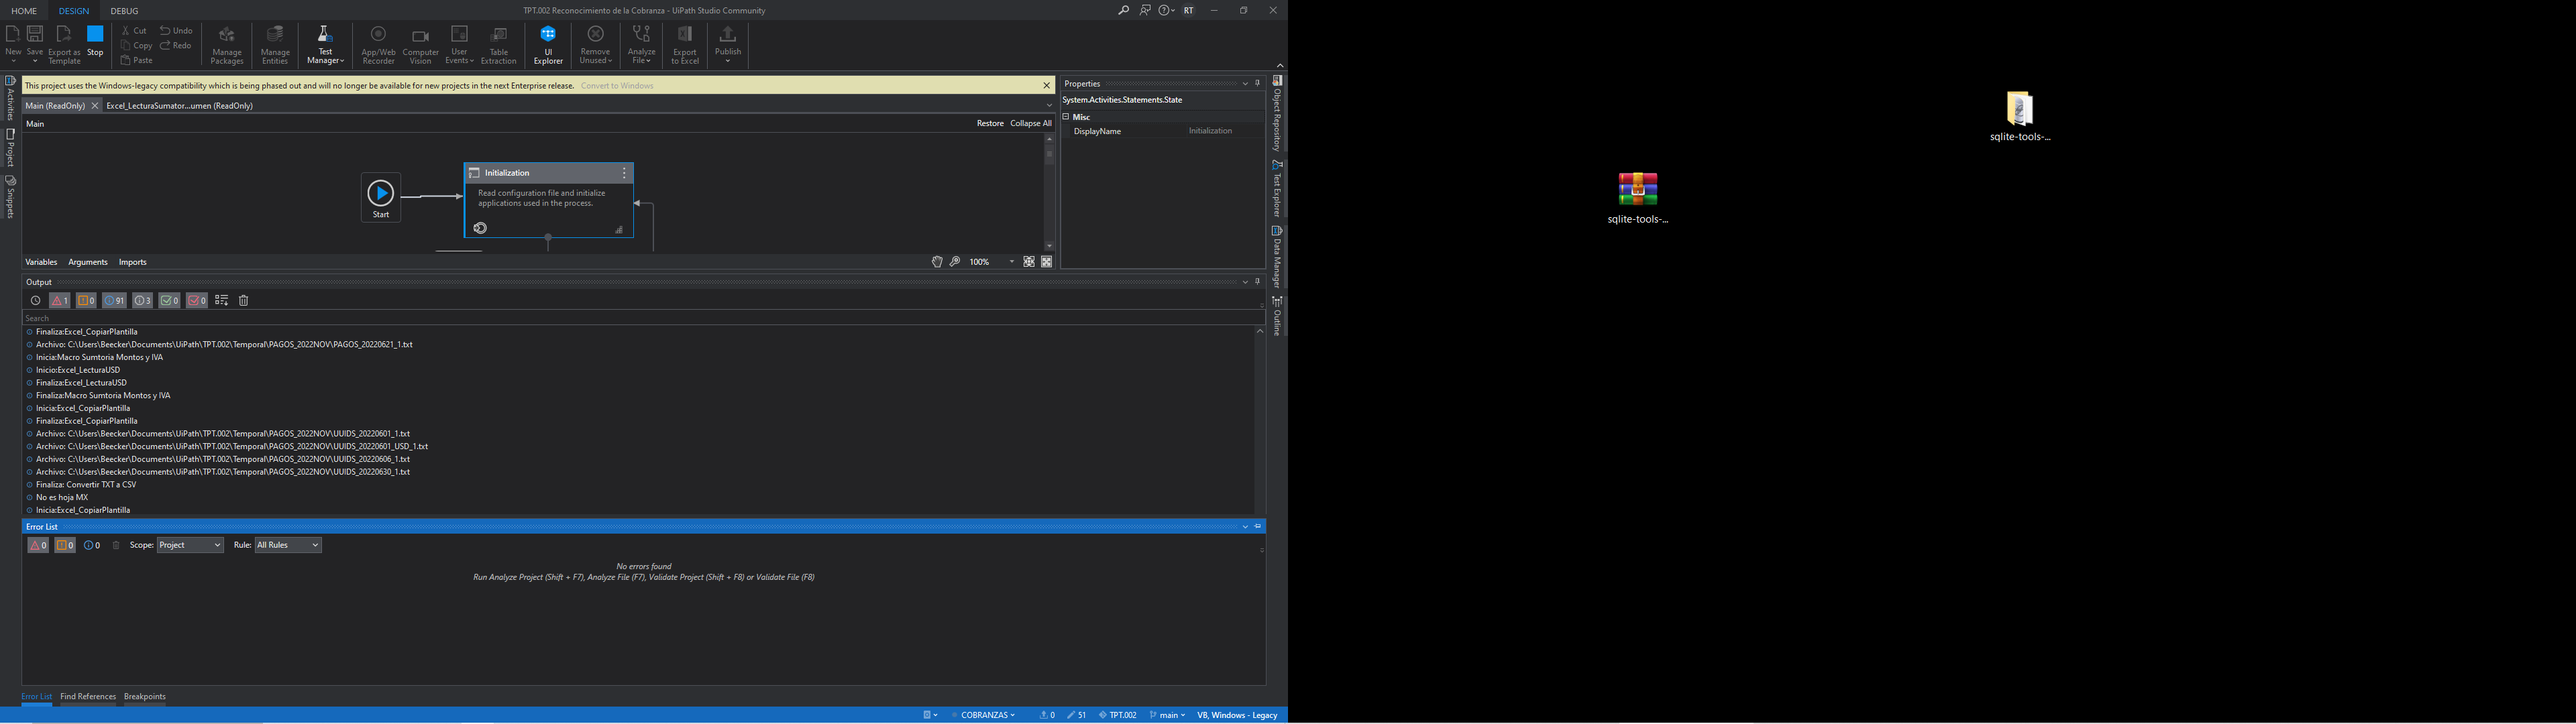 HOME DESIGN DEBUG TPT.002 Reconocimiento de la Cobranza - UiPath Studio Community RT
New Save Export as Template Stop Cut Copy Paste Undo Redo Manage Packages Manage Entities Test Manager App/Web Recorder Computer Vision User Events Table Extraction UI Explorer Remove Unused Analyze File Export to Excel Publish
This project uses the Windows-legacy compatibility which is being phased out and will no longer be available for new projects in the next Enterprise release. Convert to Windows
Main (ReadOnly) Excel_LecturaSumator...umen (ReadOnly)
Main Restore Collapse All
Activities
Project
Snippets
Start
Initialization
Read configuration file and initialize
applications used in the process.
Variables Arguments Imports 100%
Properties
System.Activities.Statements.State
Misc
DisplayName Initialization
Object Repository
Test Explorer
Data Manager
Outline
Output
1 0 91 3 0 0
Search
Finaliza:Excel_CopiarPlantilla
Archivo: C:\Users\Beecker\Documents\UiPath\TPT.002\Temporal\PAGOS_2022NOV\PAGOS_20220621_1.txt
Inicia:Macro Sumtoria Montos y IVA
Inicio:Excel_LecturaUSD
Finaliza:Excel_LecturaUSD
Finaliza:Macro Sumtoria Montos y IVA
Inicia:Excel_CopiarPlantilla
Finaliza:Excel_CopiarPlantilla
Archivo: C:\Users\Beecker\Documents\UiPath\TPT.002\Temporal\PAGOS_2022NOV\UUIDS_20220601_1.txt
Archivo: C:\Users\Beecker\Documents\UiPath\TPT.002\Temporal\PAGOS_2022NOV\UUIDS_20220601_USD_1.txt
Archivo: C:\Users\Beecker\Documents\UiPath\TPT.002\Temporal\PAGOS_2022NOV\UUIDS_20220606_1.txt
Archivo: C:\Users\Beecker\Documents\UiPath\TPT.002\Temporal\PAGOS_2022NOV\UUIDS_20220630_1.txt
Finaliza: Convertir TXT a CSV
No es hoja MX
Inicia:Excel_CopiarPlantilla
Error List
0 0 0 Scope: Project Rule: All Rules
No errors found
Run Analyze Project (Shift + F7), Analyze File (F7), Validate Project (Shift + F8) or Validate File (F8)
Error List Find References Breakpoints
COBRANZAS 0 51 TPT.002 main VB, Windows - Legacy
sqlite-tools-...
sqlite-tools-...